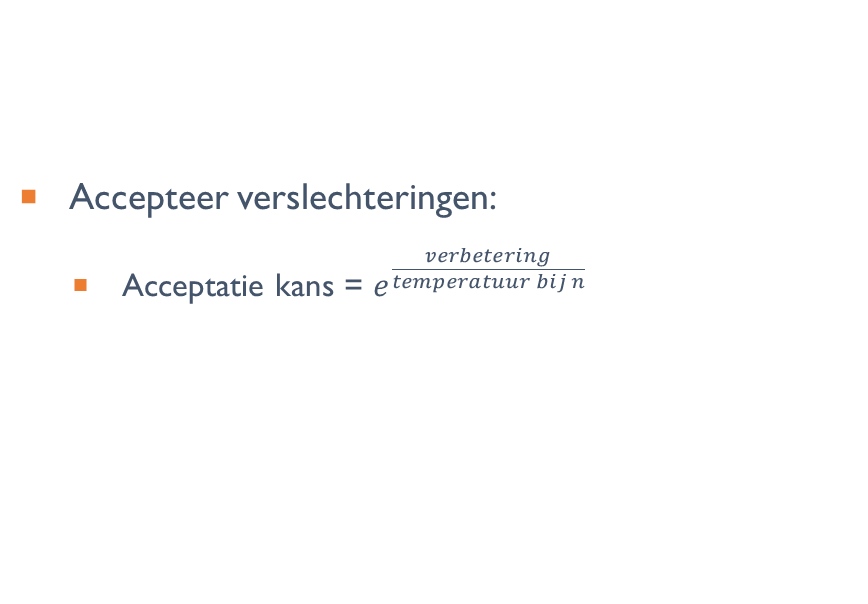 Accepteer verslechteringen:
Acceptatie kans = e^(verbetering / temperatuur bij n)